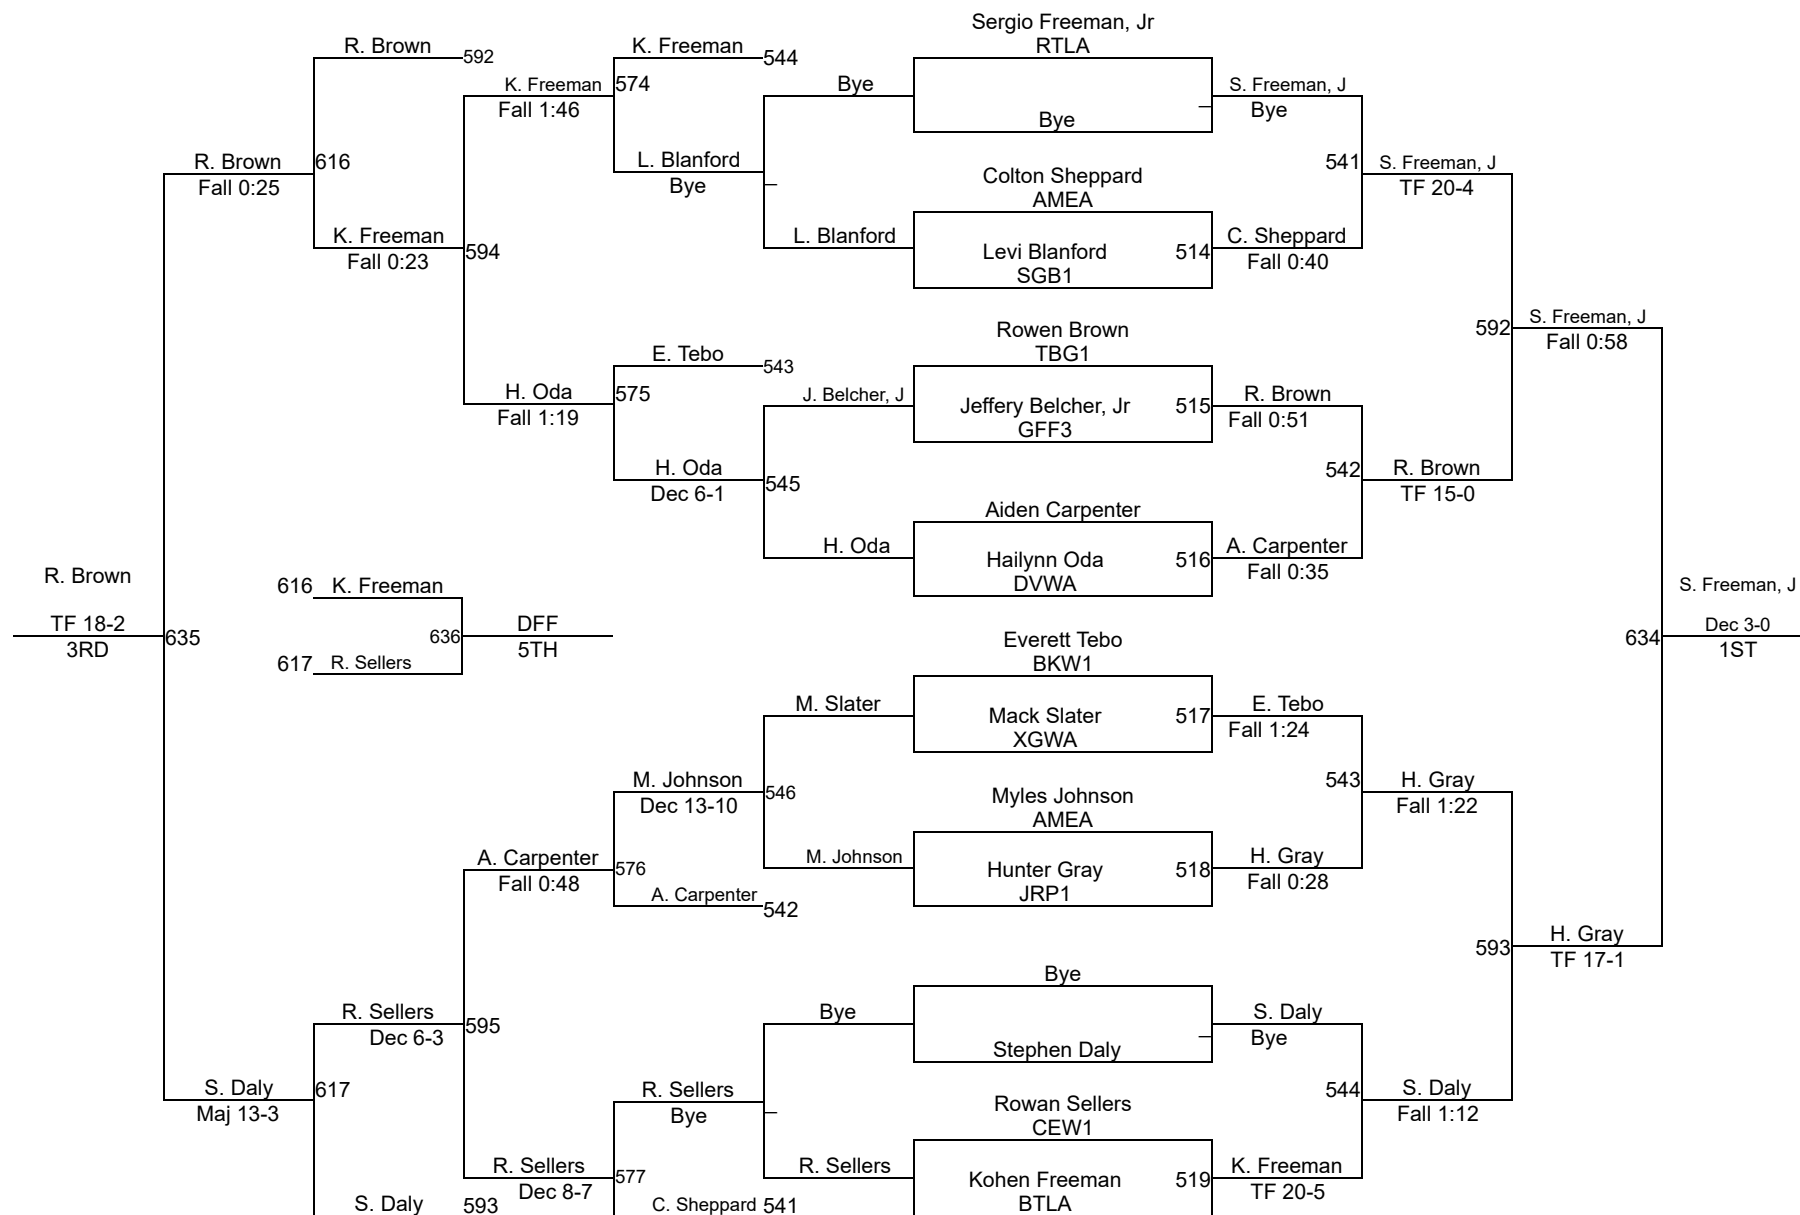 Sergio Freeman, Jr
RTLA
R. Brown
592
K. Freeman
544
K. Freeman
574
Bye
S. Freeman, J
Fall 1:46
Bye
Bye
R. Brown
616
L. Blanford
541
S. Freeman, J
Fall 0:25
Bye
Colton Sheppard
TF 20-4
AMEA
K. Freeman
594
L. Blanford
Levi Blanford
514
C. Sheppard
Fall 0:23
SGB1
Fall 0:40
Rowen Brown
592
S. Freeman, J
E. Tebo
543
TBG1
Fall 0:58
H. Oda
575
J. Belcher, J
Jeffery Belcher, Jr
515
R. Brown
Fall 1:19
GFF3
Fall 0:51
H. Oda
545
542
R. Brown
Dec 6-1
TF 15-0
Aiden Carpenter
H. Oda
Hailynn Oda
516
A. Carpenter
DVWA
Fall 0:35
R. Brown
616
K. Freeman
S. Freeman, J
TF 18-2
635
636
DFF
Everett Tebo
634
Dec 3-0
3RD
617
R. Sellers
5TH
BKW1
1ST
M. Slater
Mack Slater
517
E. Tebo
XGWA
Fall 1:24
M. Johnson
546
Myles Johnson
543
H. Gray
Dec 13-10
AMEA
Fall 1:22
A. Carpenter
576
M. Johnson
Hunter Gray
518
H. Gray
Fall 0:48
A. Carpenter
542
JRP1
Fall 0:28
593
H. Gray
TF 17-1
Bye
R. Sellers
595
Bye
S. Daly
Dec 6-3
Stephen Daly
Bye
S. Daly
617
R. Sellers
Rowan Sellers
544
S. Daly
Maj 13-3
Bye
CEW1
Fall 1:12
R. Sellers
577
R. Sellers
Kohen Freeman
519
K. Freeman
Dec 8-7
BTLA
TF 20-5
S. Daly
593
C. Sheppard
541